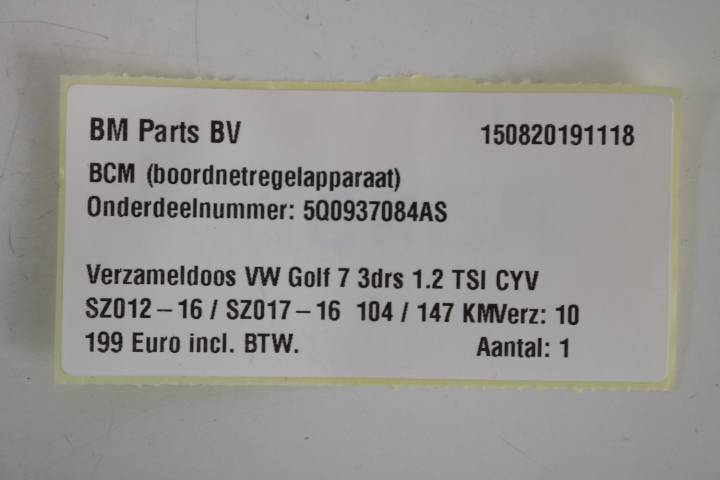 BM Parts BV 150820191118
BCM (boordnetregelapparaat)
Onderdeelnummer: 5Q0937084AS
Verzameldoos VW Golf 7 3drs 1.2 TSI CYV
SZ012 – 16 / SZ017 – 16 104 / 147 KMVerz: 10
199 Euro incl. BTW. Aantal: 1